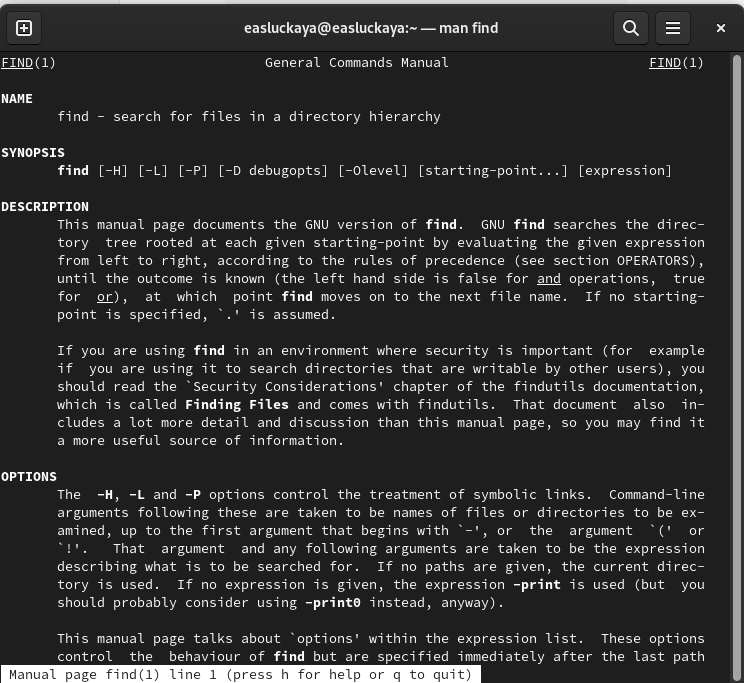 easluckaya@easluckaya:~ — man find
FIND(1) General Commands Manual FIND(1)
NAME
find - search for files in a directory hierarchy
SYNOPSIS
find [-H] [-L] [-P] [-D debugopts] [-Olevel] [starting-point...] [expression]
DESCRIPTION
This manual page documents the GNU version of find.  GNU find searches the direc-
tory  tree rooted at each given starting-point by evaluating the given expression
from left to right, according to the rules of precedence (see section OPERATORS),
until the outcome is known (the left hand side is false for and operations,  true
for  or),  at  which  point find moves on to the next file name.  If no starting-
point is specified, `.' is assumed.
If you are using find in an environment where security is important (for  example
if  you are using it to search directories that are writable by other users), you
should read the `Security Considerations' chapter of the findutils documentation,
which is called Finding Files and comes with findutils.  That document  also  in-
cludes a lot more detail and discussion than this manual page, so you may find it
a more useful source of information.
OPTIONS
The  -H, -L and -P options control the treatment of symbolic links.  Command-line
arguments following these are taken to be names of files or directories to be ex-
amined, up to the first argument that begins with `-', or  the  argument  `('  or
`!'.   That  argument  and any following arguments are taken to be the expression
describing what is to be searched for.  If no paths are given, the current direc-
tory is used.  If no expression is given, the expression -print is used (but  you
should probably consider using -print0 instead, anyway).
This manual page talks about `options' within the expression list.  These options
control  the  behaviour of find but are specified immediately after the last path
Manual page find(1) line 1 (press h for help or q to quit)